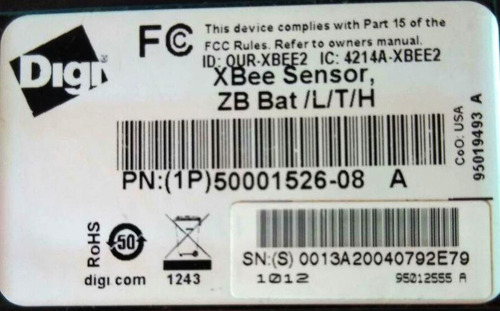 Digi
FC
This device complies with Part 15 of the
FCC Rules. Refer to owners manual.
ID: OUR-XBEE2 IC: 4214A-XBEE2
XBee Sensor,
ZB Bat /L/T/H
PN:(1P)50001526-08 A
CoO: USA
95019493 A
RoHS
50
digi.com
1243
SN:(S) 0013A20040792E79
1012
95012555 A